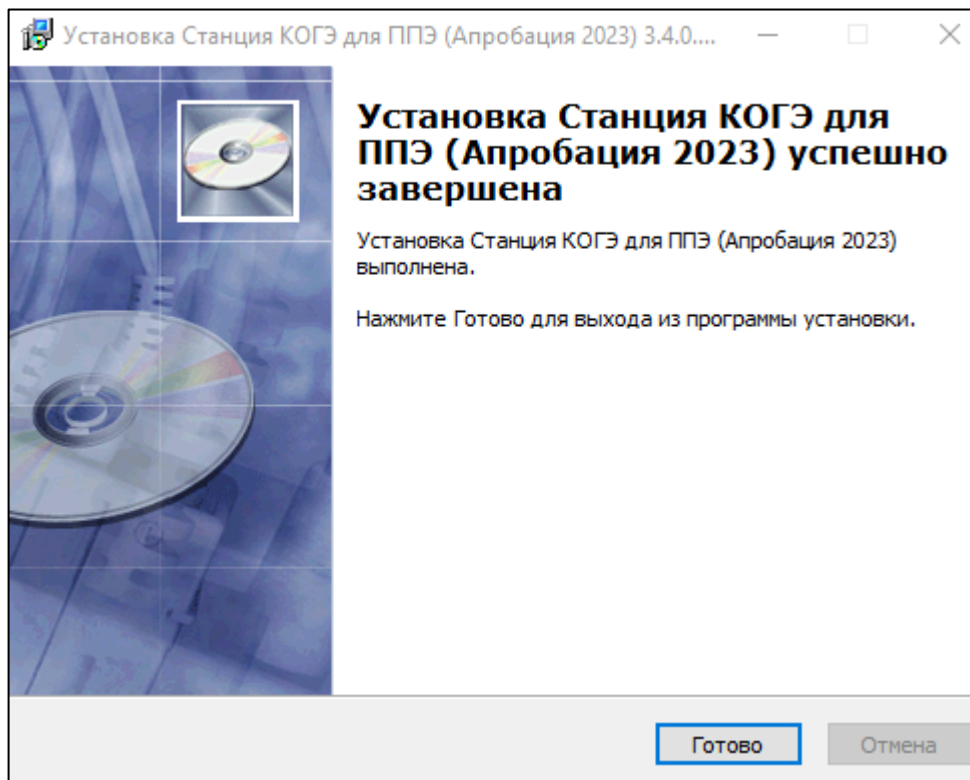 Установка Станция КОГЭ для ППЭ (Апробация 2023) 3.4.0....
Установка Станция КОГЭ для
ППЭ (Апробация 2023) успешно
завершена
Установка Станция КОГЭ для ППЭ (Апробация 2023)
выполнена.
Нажмите Готово для выхода из программы установки.
Готово
Отмена